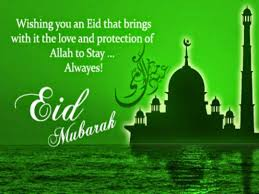 Wishing you an Eid that brings
with it the love and protection of
Allah to Stay ...
Alwayes!
Eid
Mubarak